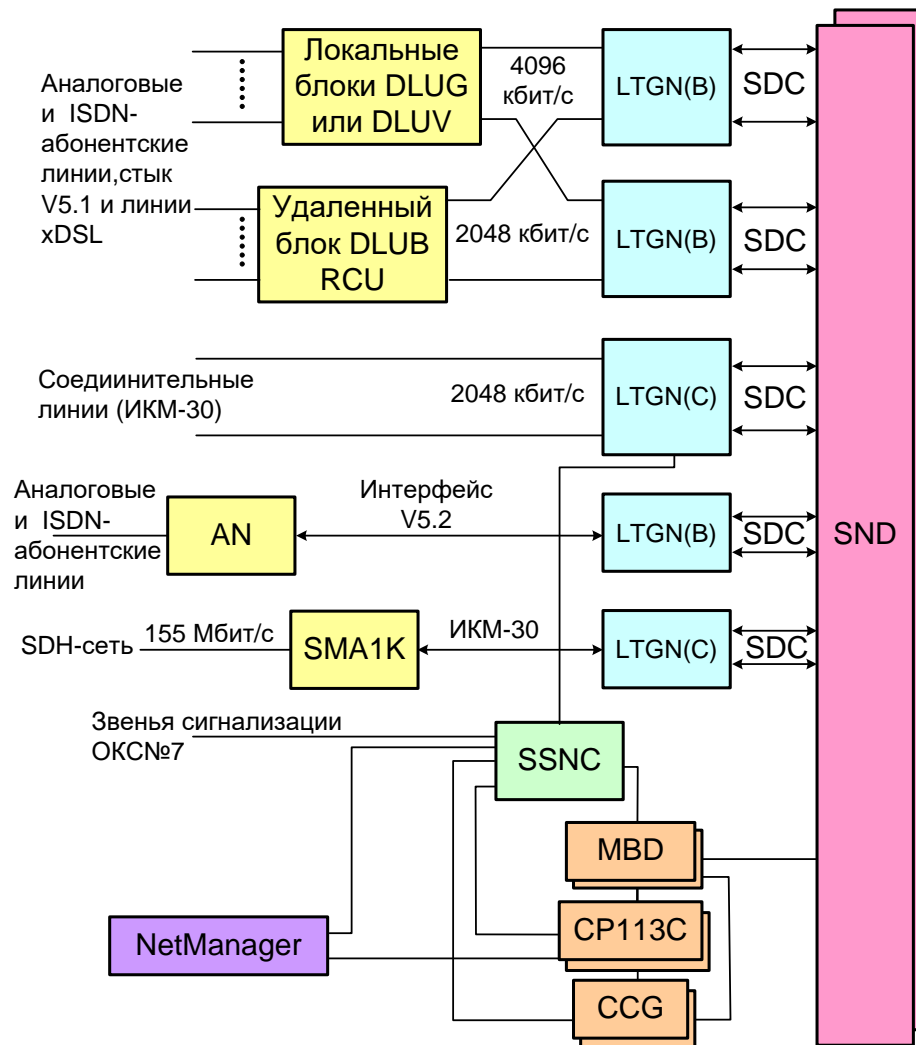 Аналоговые
и ISDN-
абонентские
линии,стык
V5.1 и линии
xDSL
Локальные
блоки DLUG
или DLUV
4096
кбит/с
LTGN(B)
SDC
Удаленный
блок DLUB
RCU
2048 кбит/с
LTGN(B)
SDC
Соедиинительные
линии (ИКМ-30)
2048 кбит/с
LTGN(C)
SDC
Аналоговые
и ISDN-
абонентские
линии
AN
Интерфейс
V5.2
LTGN(B)
SDC
SND
SDH-сеть
155 Мбит/с
SMA1K
ИКМ-30
LTGN(C)
SDC
Звенья сигнализации
ОКС№7
SSNC
MBD
CP113C
NetManager
CCG